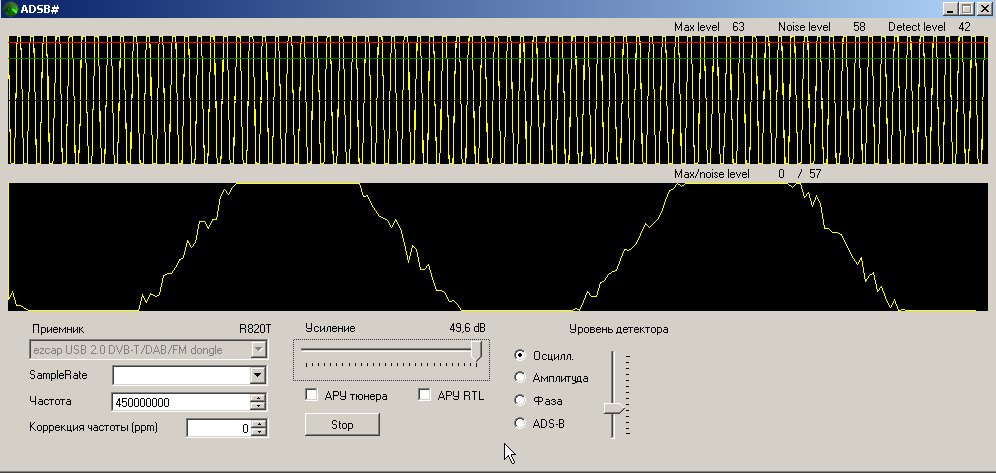 ADSB#
Max level 63 Noise level 58 Detect level 42
Max/noise level 0 / 57
Приемник R820T
ezcap USB 2.0 DVB-T/DAB/FM dongle
SampleRate
Частота 450000000
Коррекция частоты (ppm) 0
Усиление 49,6 dB
АРУ тюнера АРУ RTL
Stop
Уровень детектора
Осцилл.
Амплитуда
Фаза
ADS-B